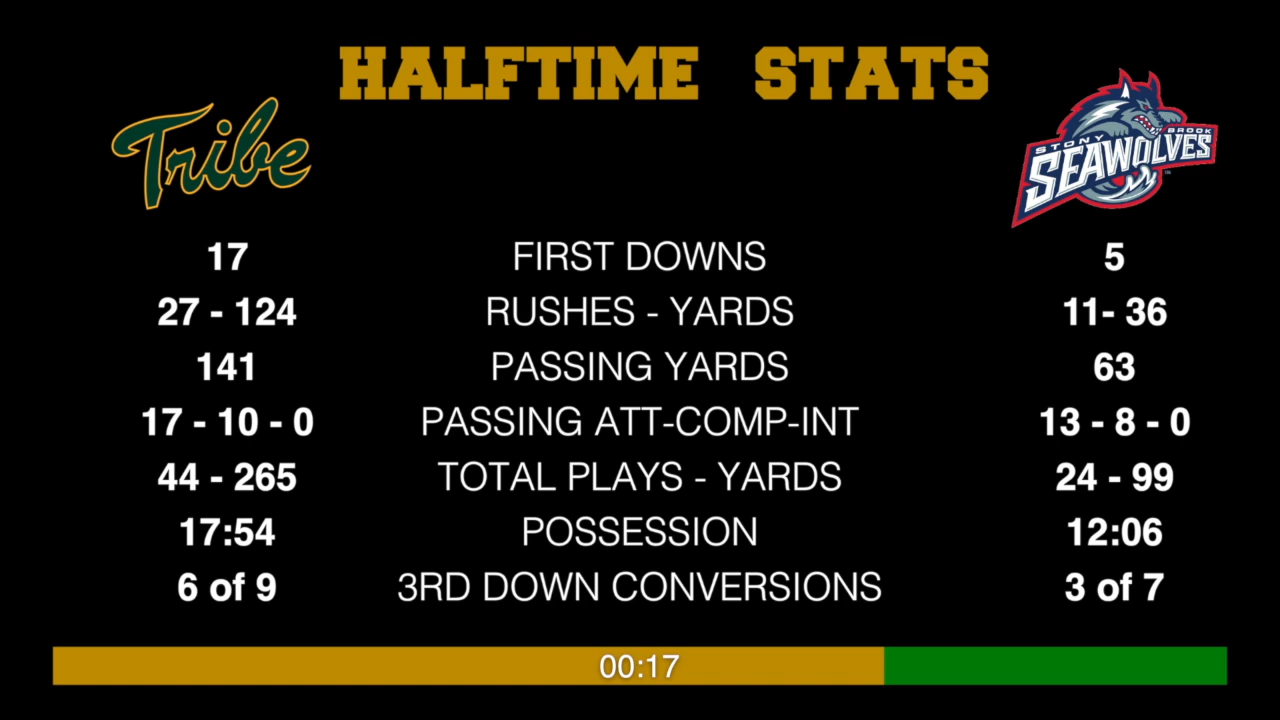 HALFTIME STATS
Tribe
STONY BROOK
SEAWOLVES
17 FIRST DOWNS 5
27 - 124 RUSHES - YARDS 11- 36
141 PASSING YARDS 63
17 - 10 - 0 PASSING ATT-COMP-INT 13 - 8 - 0
44 - 265 TOTAL PLAYS - YARDS 24 - 99
17:54 POSSESSION 12:06
6 of 9 3RD DOWN CONVERSIONS 3 of 7
00:17